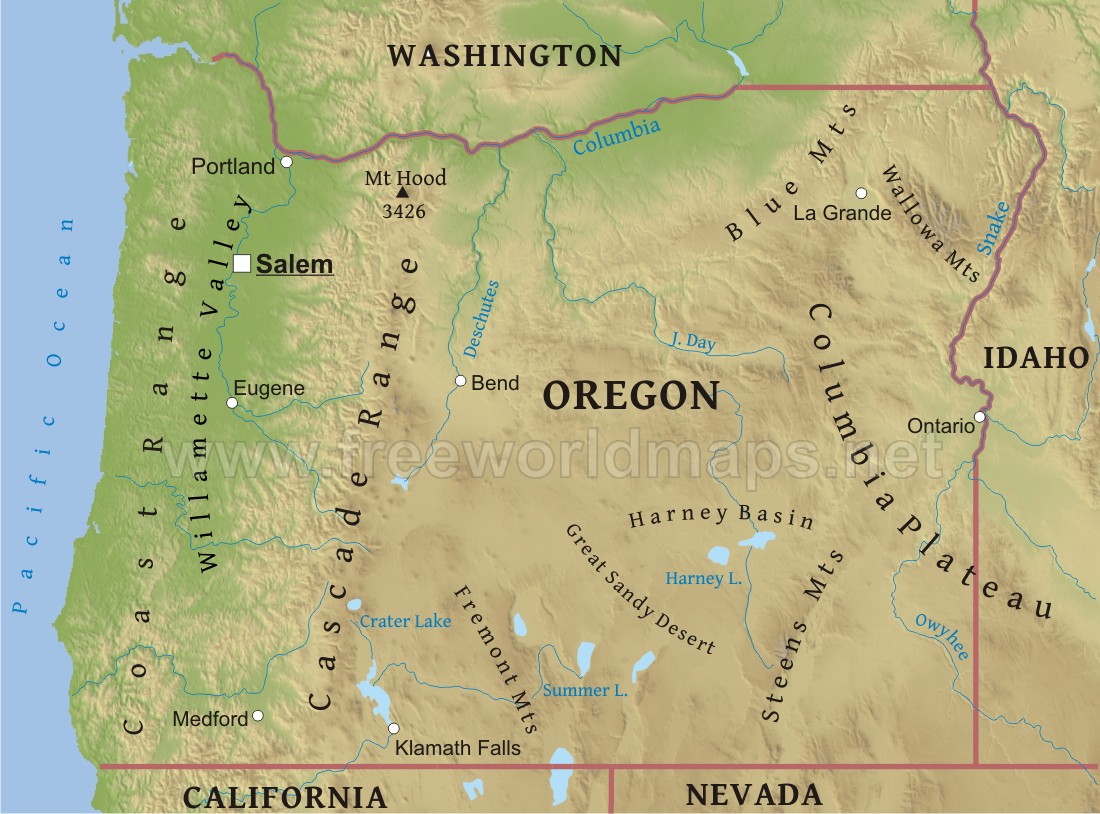 WASHINGTON
Columbia
Portland
Mt Hood
3426
Blue Mts
La Grande
Wallowa Mts
Snake
Pacific Ocean
Coast Range
Willamette Valley
Salem
Cascade Range
Deschutes
J. Day
Columbia Plateau
IDAHO
Eugene
Bend
OREGON
Ontario
www.freeworldmaps.net
Harney Basin
Great Sandy Desert
Harney L.
Steens Mts
Owyhee
Crater Lake
Fremont Mts
Summer L.
Medford
Klamath Falls
CALIFORNIA
NEVADA